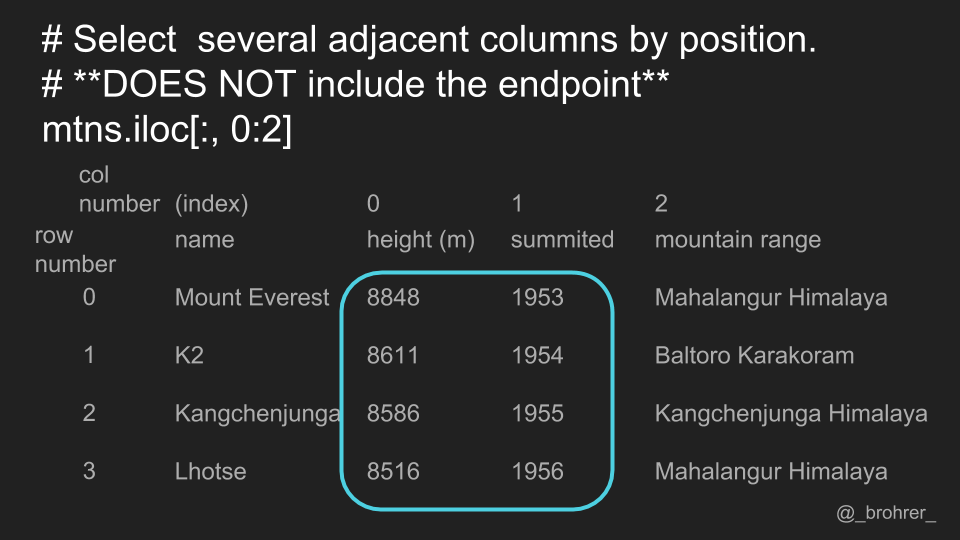 # Select  several adjacent columns by position.
# **DOES NOT include the endpoint**
mtns.iloc[:, 0:2]
col
number (index) 0 1 2
row
number
name height (m) summited mountain range
0 Mount Everest 8848 1953 Mahalangur Himalaya
1 K2 8611 1954 Baltoro Karakoram
2 Kangchenjunga 8586 1955 Kangchenjunga Himalaya
3 Lhotse 8516 1956 Mahalangur Himalaya
@_brohrer_